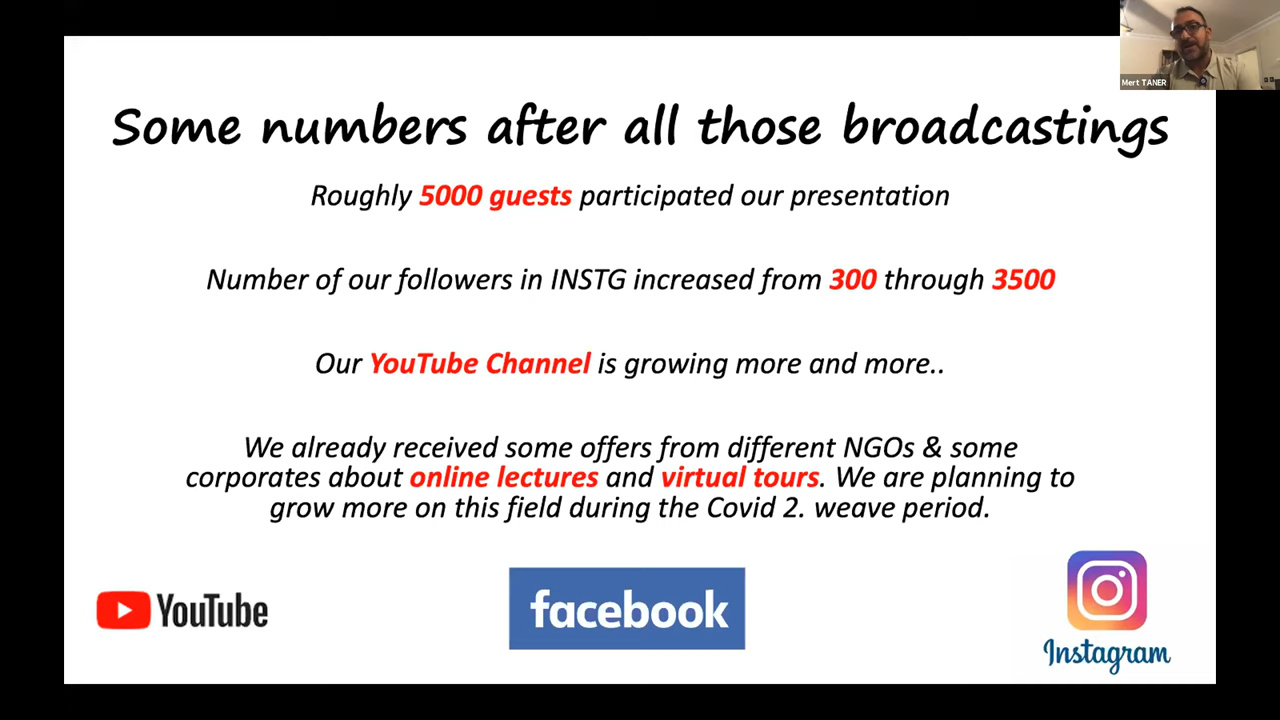 Mert TANER
Some numbers after all those broadcastings
Roughly 5000 guests participated our presentation
Number of our followers in INSTG increased from 300 through 3500
Our YouTube Channel is growing more and more..
We already received some offers from different NGOs & some
corporates about online lectures and virtual tours. We are planning to
grow more on this field during the Covid 2. weave period.
YouTube
facebook
Instagram